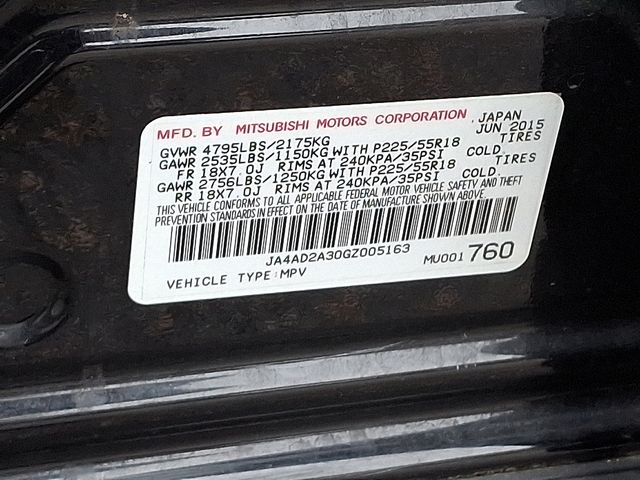 MFD. BY MITSUBISHI MOTORS CORPORATION JAPAN
JUN 2015
GVWR 4795LBS/2175KG
GAWR 2535LBS/1150KG WITH P225/55R18 TIRES
FR 18X7.0J RIMS AT 240KPA/35PSI COLD.
GAWR 2756LBS/1250KG WITH P225/55R18 TIRES
RR 18X7.0J RIMS AT 240KPA/35PSI COLD.
THIS VEHICLE CONFORMS TO ALL APPLICABLE FEDERAL MOTOR VEHICLE SAFETY AND THEFT
PREVENTION STANDARDS IN EFFECT ON THE DATE OF MANUFACTURE SHOWN ABOVE.
JA4AD2A30GZ005163 MU001 760
VEHICLE TYPE:MPV